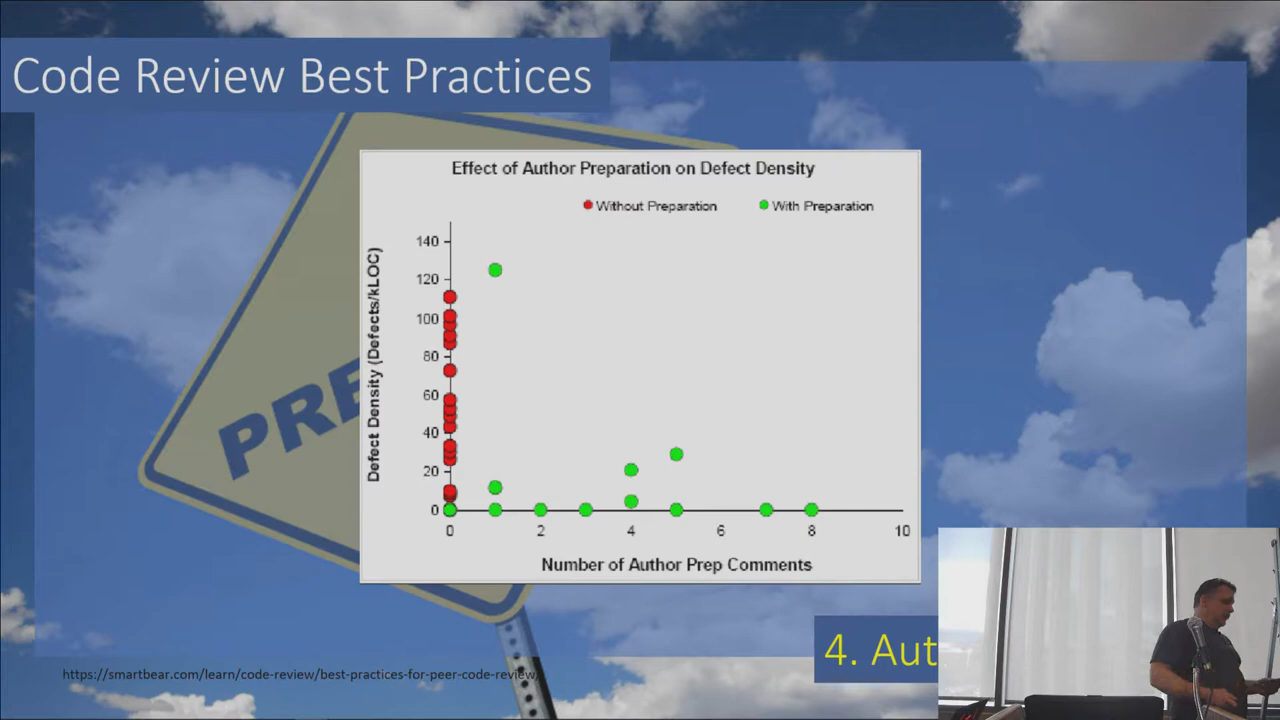 Code Review Best Practices
PRE
Effect of Author Preparation on Defect Density
Without Preparation
With Preparation
Defect Density (Defects/kLOC)
140
120
100
80
60
40
20
0
0
2
4
6
8
10
Number of Author Prep Comments
4. Aut
https://smartbear.com/learn/code-review/best-practices-for-peer-code-review/